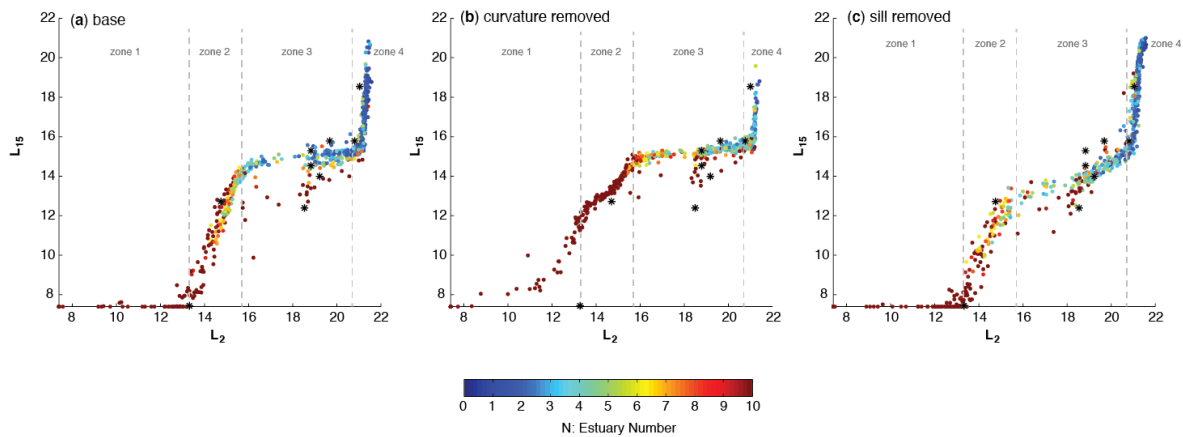 (a) base
zone 1 zone 2 zone 3 zone 4
22
20
18
16
14
12
10
8
L15
8 10 12 14 16 18 20 22
L2
(b) curvature removed
zone 1 zone 2 zone 3 zone 4
22
20
18
16
14
12
10
8
L15
8 10 12 14 16 18 20 22
L2
(c) sill removed
zone 1 zone 2 zone 3 zone 4
22
20
18
16
14
12
10
8
L15
8 10 12 14 16 18 20 22
L2
0 1 2 3 4 5 6 7 8 9 10
N: Estuary Number